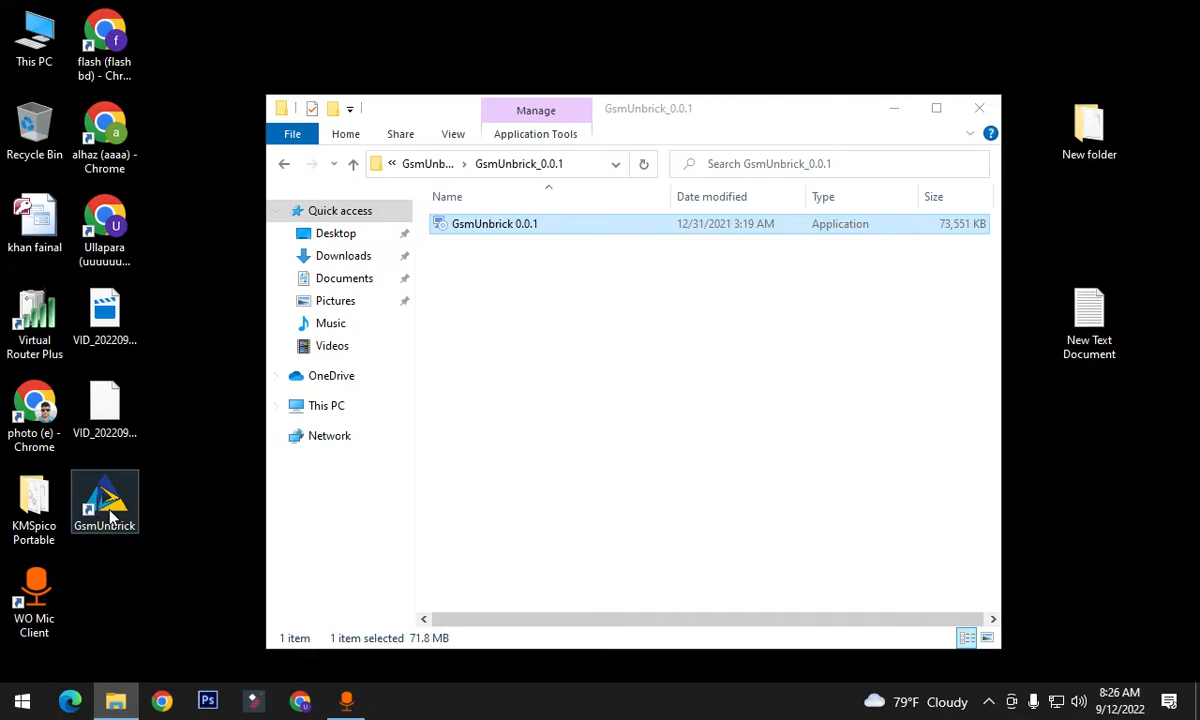 This PC
flash (flash
bd) - Chr...
Recycle Bin
alhaz (aaaa) -
Chrome
khan fainal
Ullapara
(uuuuuu...
Virtual
Router Plus
VID_202209...
photo (e) -
Chrome
VID_202209...
KMSpico
Portable
GsmUnbrick
WO Mic
Client
Manage
GsmUnbrick_0.0.1
File
Home
Share
View
Application Tools
« GsmUnb... › GsmUnbrick_0.0.1
Search GsmUnbrick_0.0.1
Name
Date modified
Type
Size
Quick access
GsmUnbrick 0.0.1
12/31/2021 3:19 AM
Application
73,551 KB
Desktop
Downloads
Documents
Pictures
Music
Videos
OneDrive
This PC
Network
1 item
1 item selected 71.8 MB
New folder
New Text
Document
Ps
79°F Cloudy
8:26 AM
9/12/2022